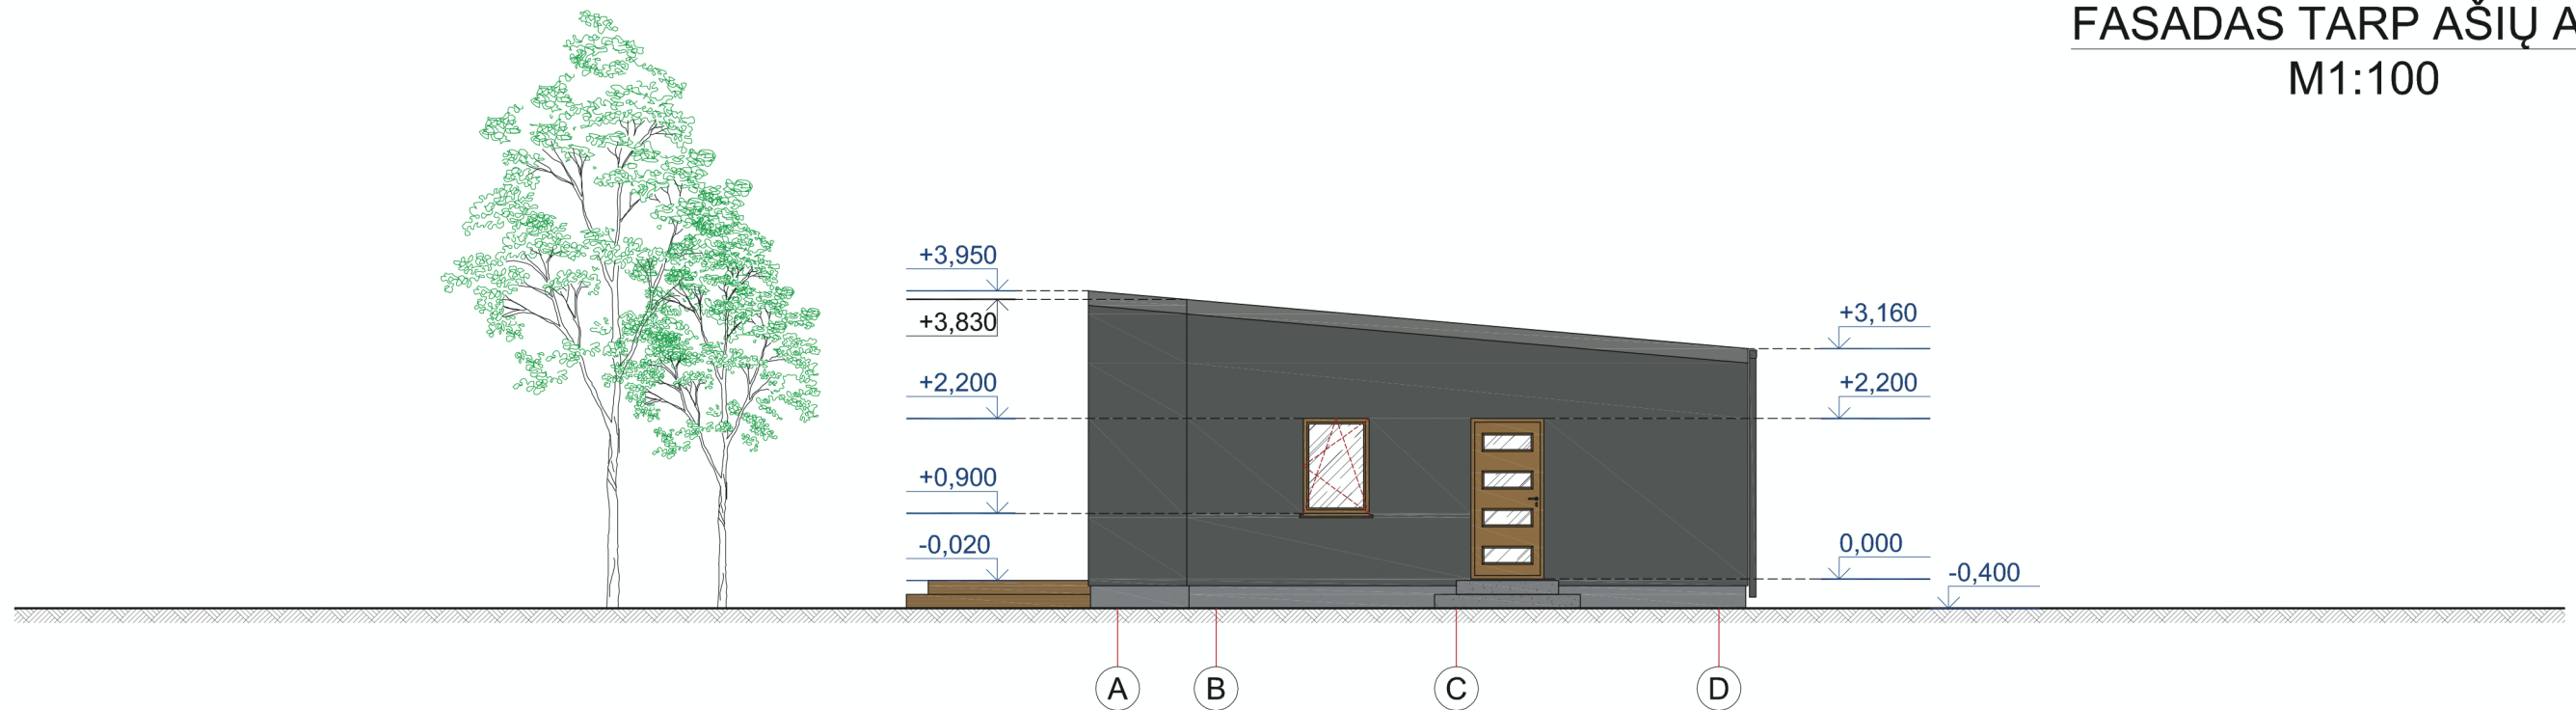 FASADAS TARP AŠIŲ A
M1:100
+3,950
+3,830
+3,160
+2,200
+2,200
+0,900
-0,020
0,000
-0,400
A
B
C
D